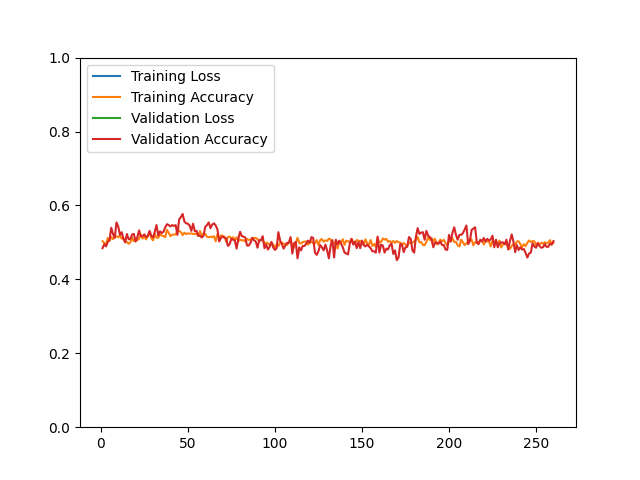 1.0
0.8
0.6
0.4
0.2
0.0
Training Loss
Training Accuracy
Validation Loss
Validation Accuracy
0 50 100 150 200 250